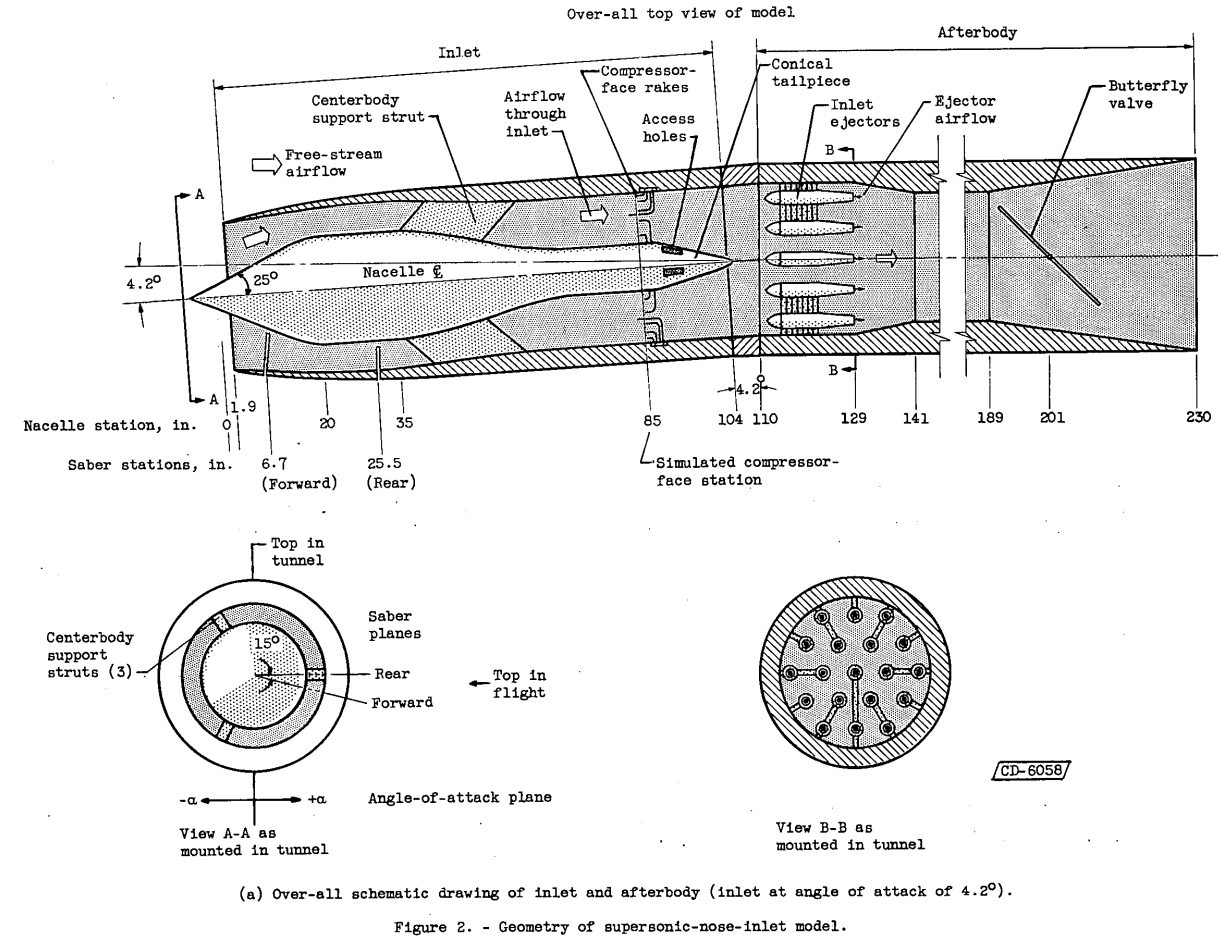 Over-all top view of model
Inlet
Afterbody
Centerbody
support strut
Airflow
through
inlet
Compressor-
face rakes
Access
holes
Conical
tailpiece
Inlet
ejectors
Ejector
airflow
Butterfly
valve
Free-stream
airflow
A
B
4.2°
25°
Nacelle ℄
A
B
4.2°
Nacelle station, in.
0
1.9
20
35
85
104
110
129
141
189
201
230
Saber stations, in.
6.7
(Forward)
25.5
(Rear)
Simulated compressor-
face station
Top in
tunnel
Centerbody
support
struts (3)
15°
Saber
planes
Rear
Forward
Top in
flight
-α
+α
Angle-of-attack plane
View A-A as
mounted in tunnel
CD-6058
View B-B as
mounted in tunnel
(a) Over-all schematic drawing of inlet and afterbody (inlet at angle of attack of 4.2°).
Figure 2. - Geometry of supersonic-nose-inlet model.